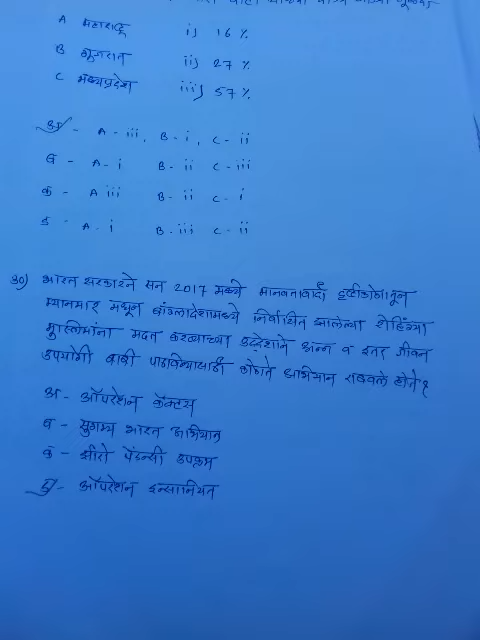 A महाराष्ट्र i) 16 %
B गुजरात ii) 27 %
C मध्यप्रदेश iii) 57 %
अ - A - iii, B - i, C - ii
ब - A - i B - ii C - iii
क - A iii B - ii C - i
ड - A - i B - iii C - ii
30) भारत सरकारने सन 2017 मध्ये मानवतावादी दृष्टीकोनातून
म्यानमार मधून बांग्लादेशामध्ये निर्वासित झालेल्या रोहिंग्या
मुस्लीमांना मदत करण्याच्या उद्देशाने अन्न व इतर जीवन
उपयोगी बाबी पाठविण्यासाठी कोणते अभियान राबवले होते?
अ - ऑपरेशन कॅक्टस
ब - सुगम्य भारत अभियान
क - झीरो पेंडन्सी उपक्रम
ड - ऑपरेशन इन्सानियत